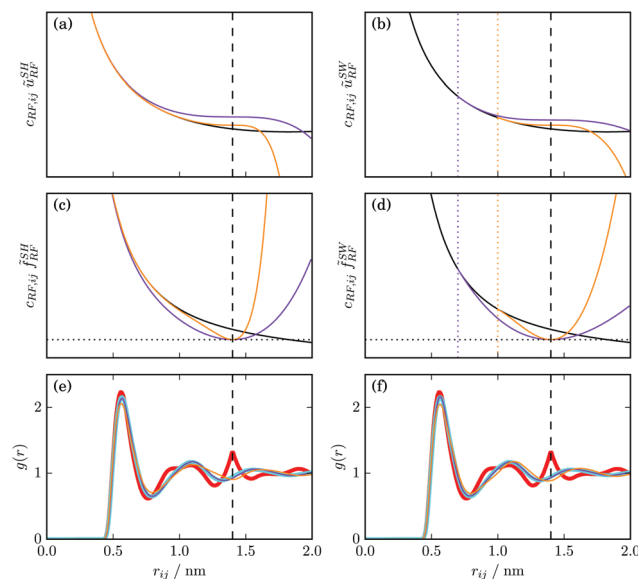 (a)
c_{RF,ij} ũ_{RF}^{SH}
(b)
c_{RF,ij} ũ_{RF}^{SW}
(c)
c_{RF,ij} f̃_{RF}^{SH}
(d)
c_{RF,ij} f̃_{RF}^{SW}
(e)
g(r)
2
1
0
0.0 0.5 1.0 1.5 2.0
r_{ij} / nm
(f)
g(r)
2
1
0
0.0 0.5 1.0 1.5 2.0
r_{ij} / nm